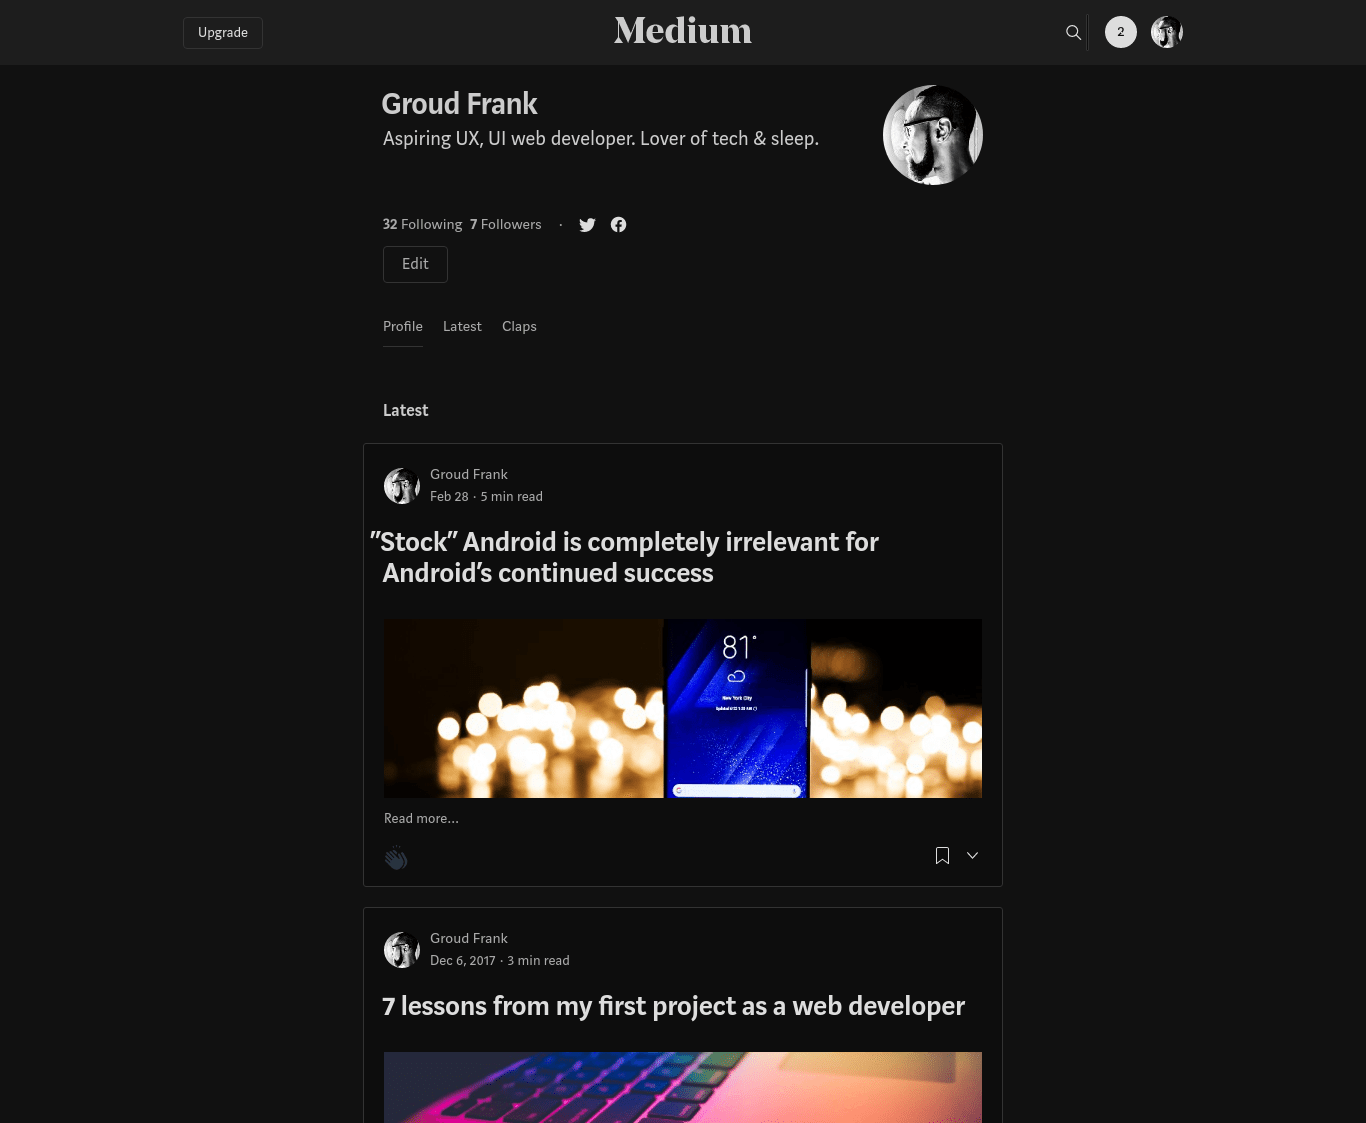 Upgrade
Medium
2
Groud Frank
Aspiring UX, UI web developer. Lover of tech & sleep.
32 Following 7 Followers ·
Edit
Profile Latest Claps
Latest
Groud Frank
Feb 28 · 5 min read
”Stock” Android is completely irrelevant for
Android’s continued success
81°
New York City
Read more...
Groud Frank
Dec 6, 2017 · 3 min read
7 lessons from my first project as a web developer